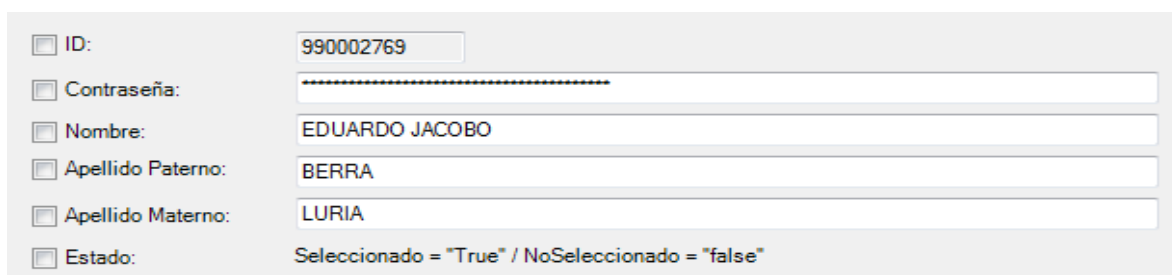 ID: 990002769
Contraseña: ****************************************
Nombre: EDUARDO JACOBO
Apellido Paterno: BERRA
Apellido Materno: LURIA
Estado: Seleccionado = "True" / NoSeleccionado = "false"